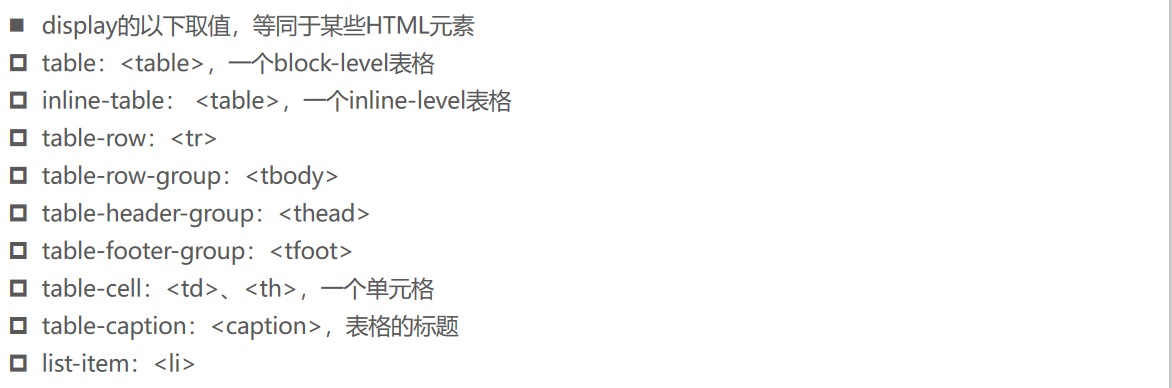 display的以下取值，等同于某些HTML元素
table：<table>，一个block-level表格
inline-table： <table>，一个inline-level表格
table-row：<tr>
table-row-group：<tbody>
table-header-group：<thead>
table-footer-group：<tfoot>
table-cell：<td>、<th>，一个单元格
table-caption：<caption>，表格的标题
list-item：<li>